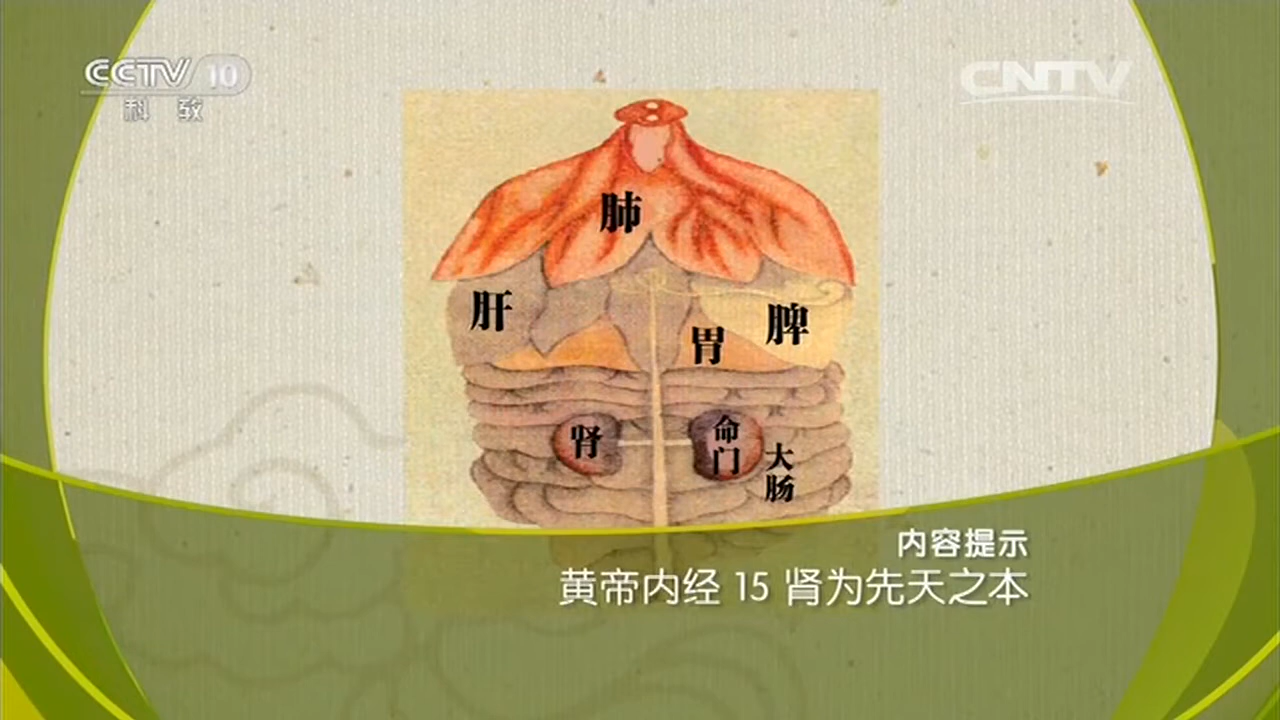 CCTV 10
科 教
CNTV
肺
肝
脾
胃
肾
命门
大肠
内容提示
黄帝内经 15 肾为先天之本